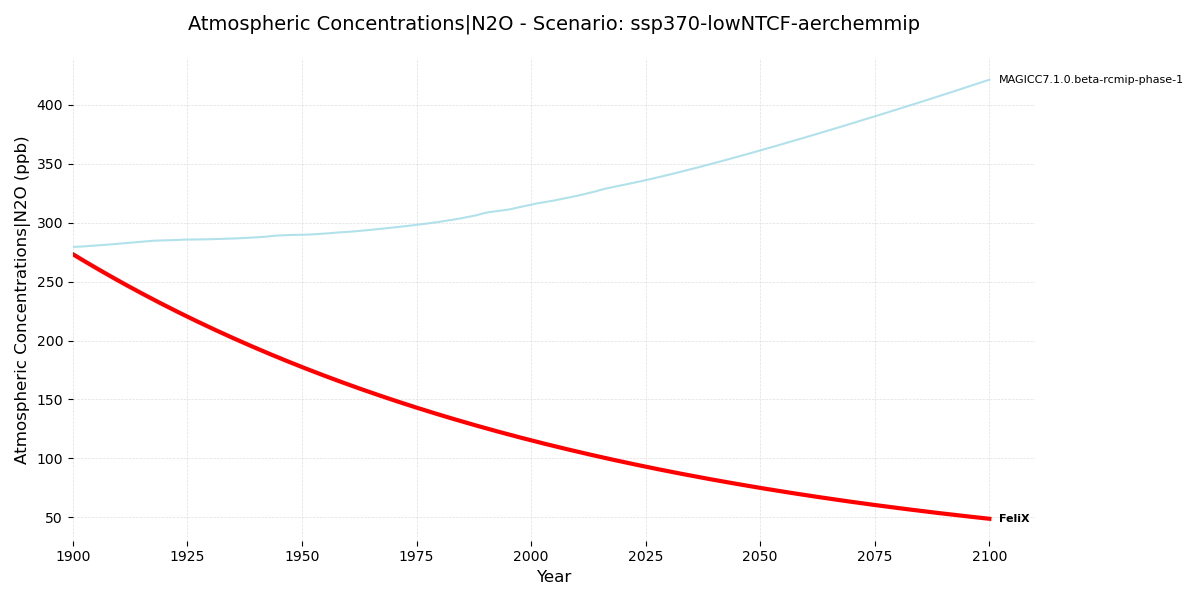 Atmospheric Concentrations|N2O - Scenario: ssp370-lowNTCF-aerchemmip
Atmospheric Concentrations|N2O (ppb)
400
350
300
250
200
150
100
50
MAGICC7.1.0.beta-rcmip-phase-1
FeliX
1900 1925 1950 1975 2000 2025 2050 2075 2100
Year